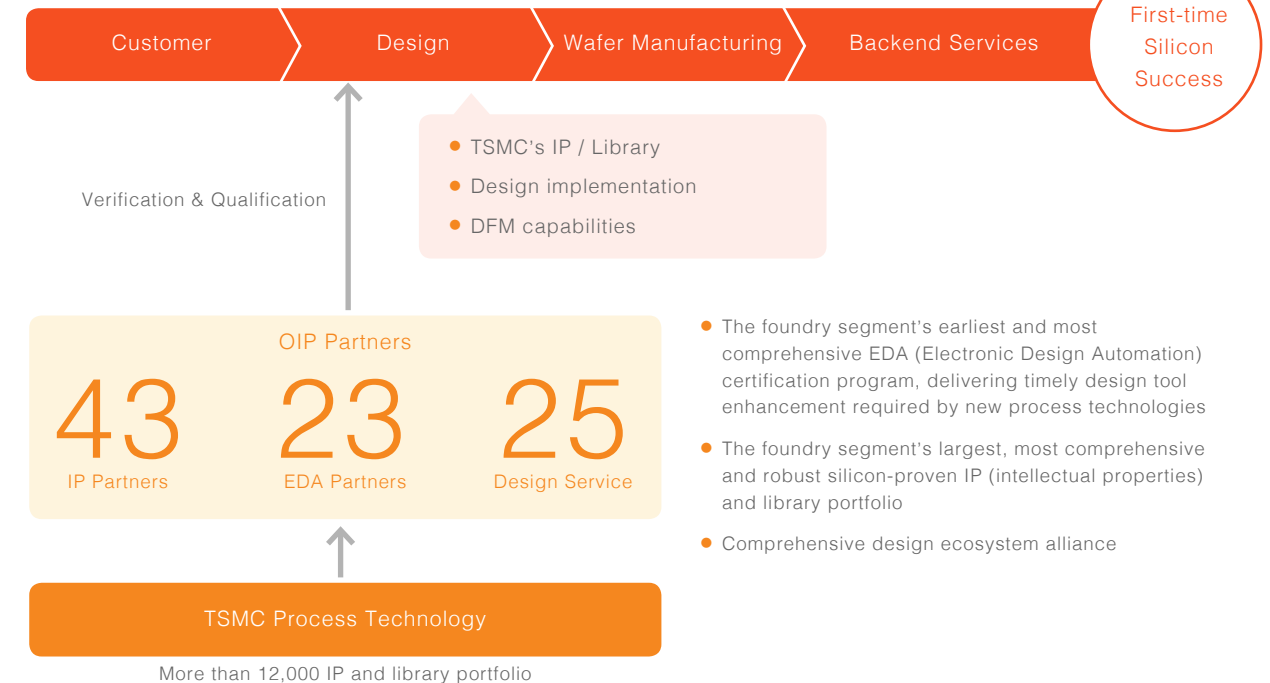 Customer
Design
Wafer Manufacturing
Backend Services
First-time
Silicon
Success
TSMC's IP / Library
Design implementation
DFM capabilities
Verification & Qualification
OIP Partners
43
IP Partners
23
EDA Partners
25
Design Service
The foundry segment's earliest and most
comprehensive EDA (Electronic Design Automation)
certification program, delivering timely design tool
enhancement required by new process technologies
The foundry segment's largest, most comprehensive
and robust silicon-proven IP (intellectual properties)
and library portfolio
Comprehensive design ecosystem alliance
TSMC Process Technology
More than 12,000 IP and library portfolio